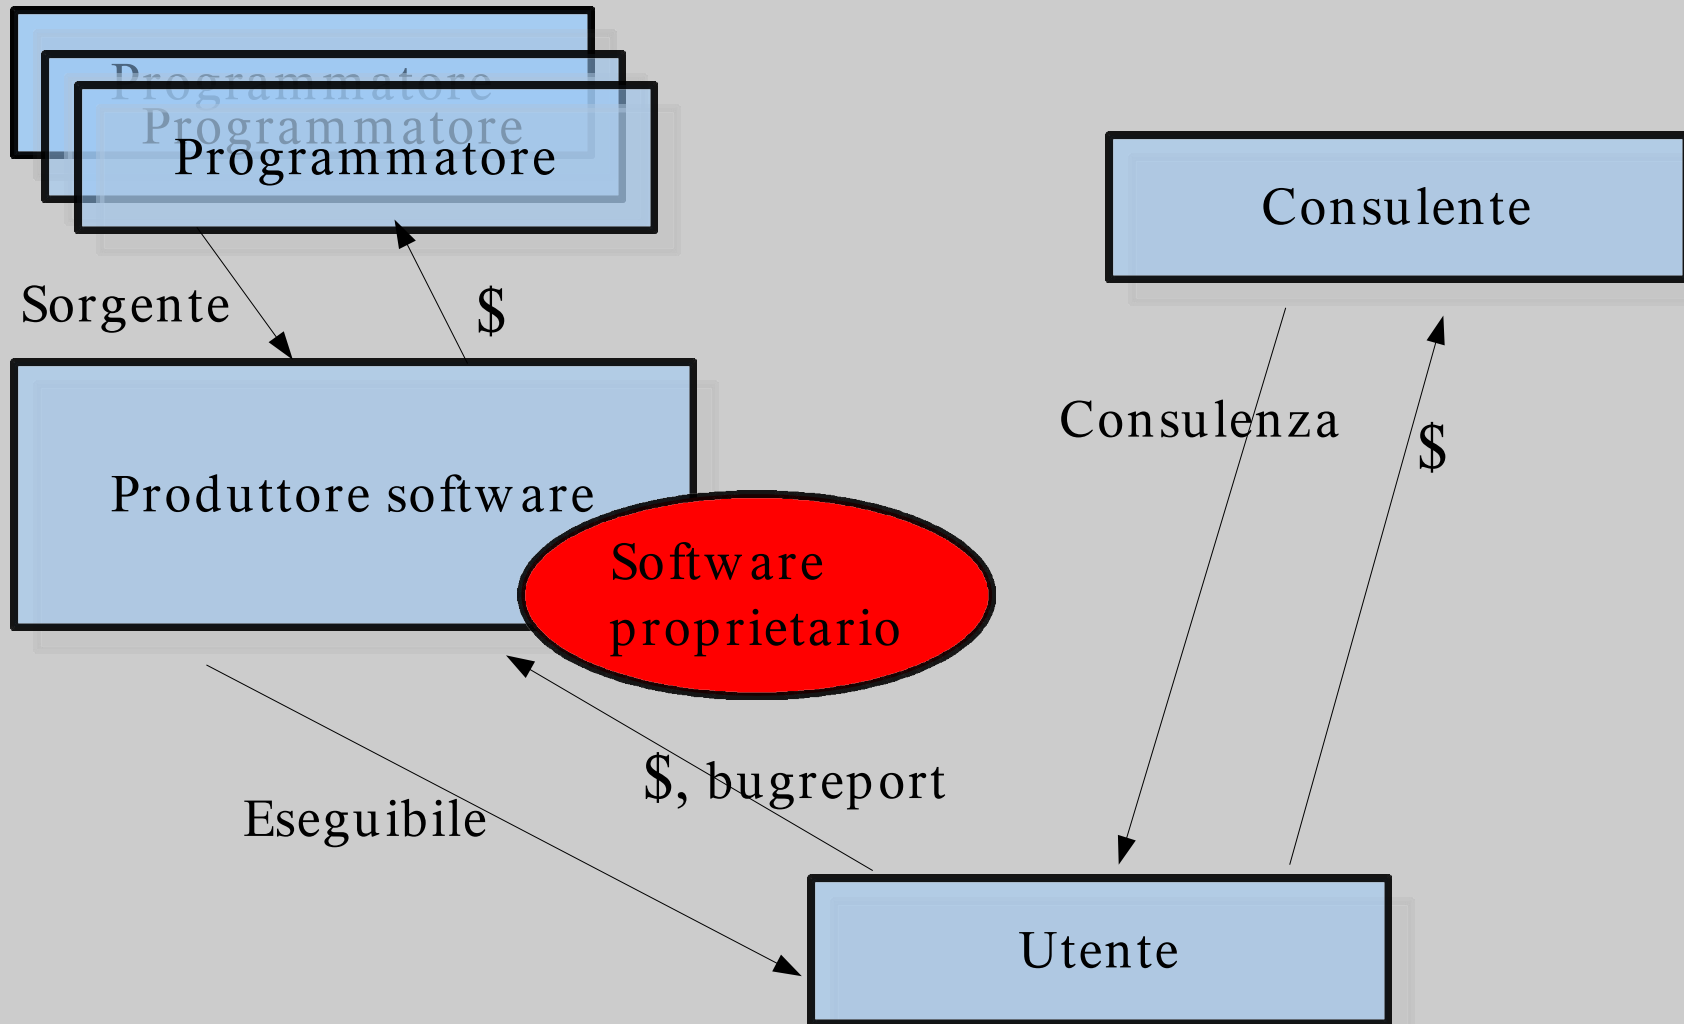 Programmatore
Programmatore
Programmatore
Consulente
Sorgente
$
Consulenza
$
Produttore software
Software
proprietario
$, bugreport
Eseguibile
Utente